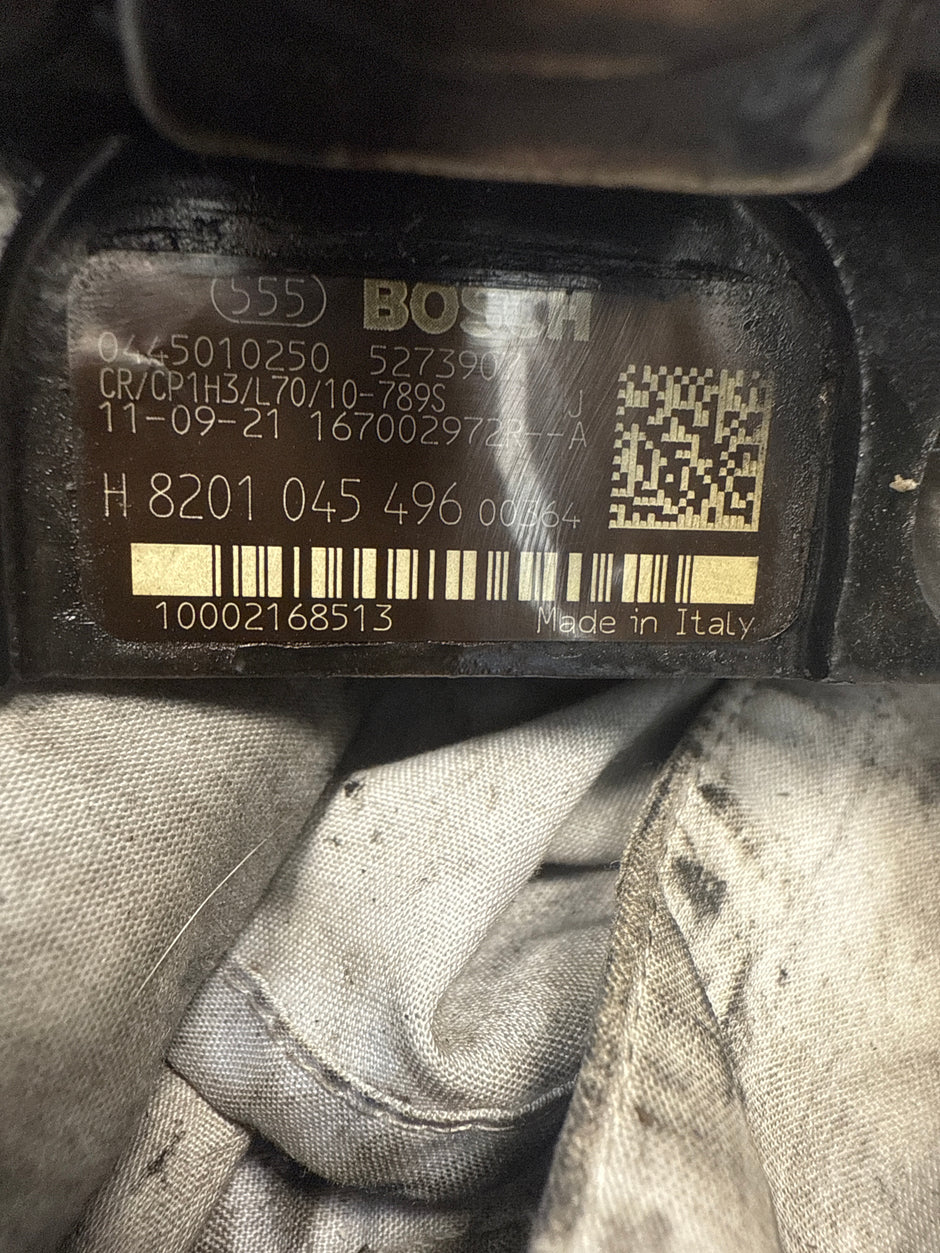 555 BOSCH
0445010250
CR/CP1H3/L70/10-789S J
11-09-21 167002972R--A
H 8201 045 496 00364
10002168513 Made in Italy